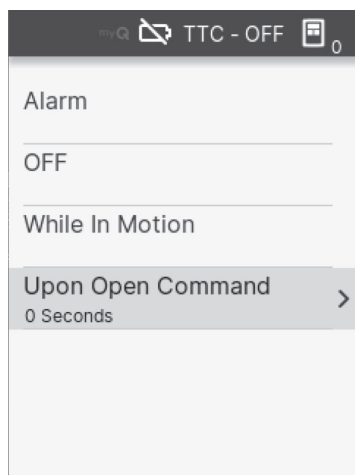 myQ TTC - OFF 0
Alarm
OFF
While In Motion
Upon Open Command
0 Seconds